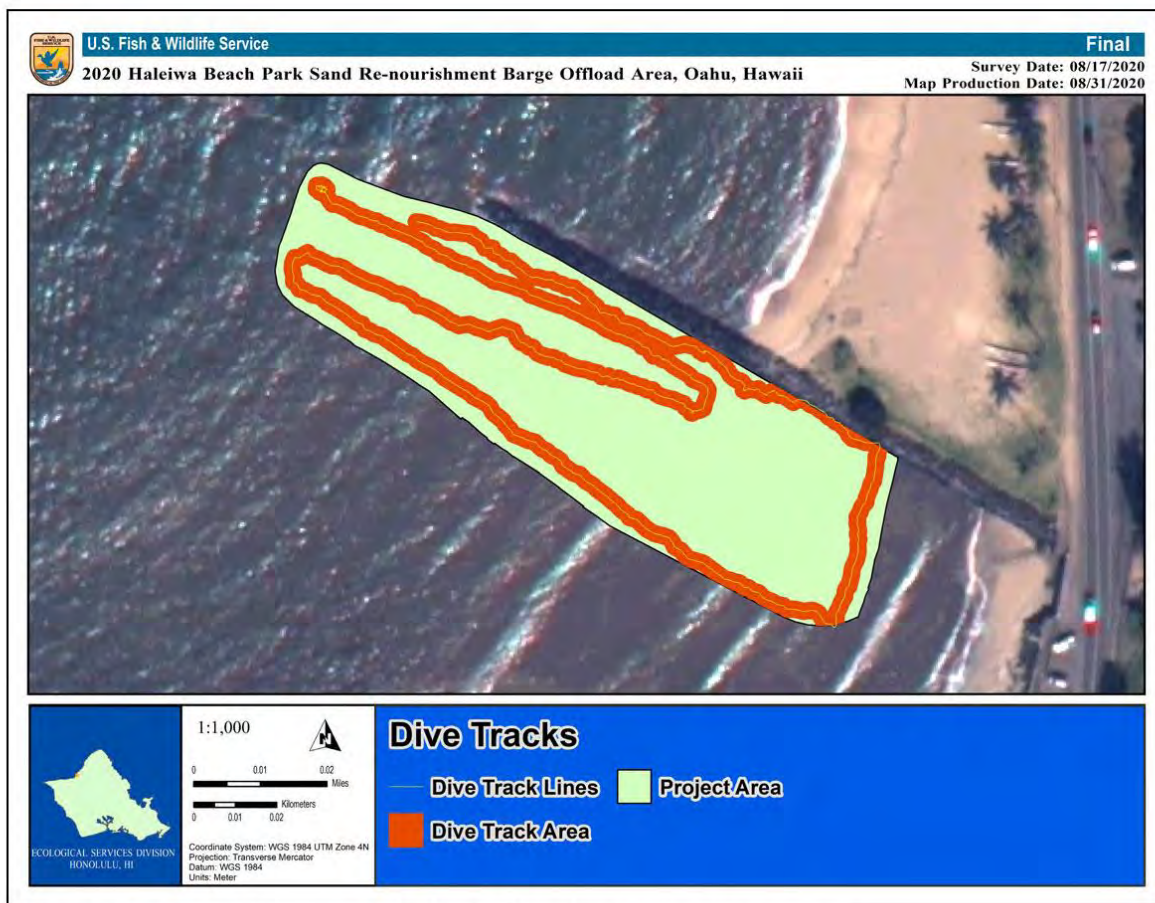 U.S. FISH & WILDLIFE SERVICE
U.S. Fish & Wildlife Service
Final
2020 Haleiwa Beach Park Sand Re-nourishment Barge Offload Area, Oahu, Hawaii
Survey Date: 08/17/2020
Map Production Date: 08/31/2020
ECOLOGICAL SERVICES DIVISION
HONOLULU, HI
1:1,000
N
0 0.01 0.02
Miles
Kilometers
0 0.01 0.02
Coordinate System: WGS 1984 UTM Zone 4N
Projection: Transverse Mercator
Datum: WGS 1984
Units: Meter
Dive Tracks
Dive Track Lines
Project Area
Dive Track Area